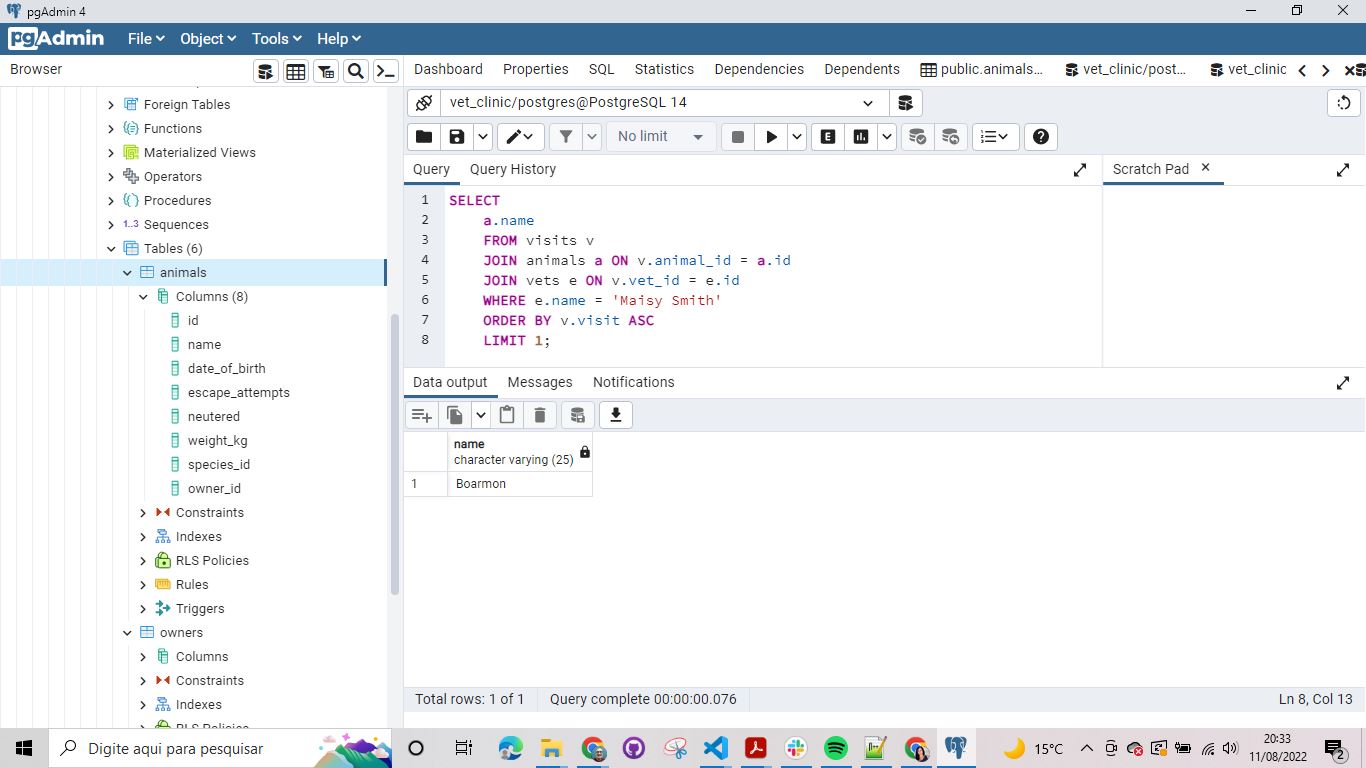 pgAdmin 4
pgAdmin
File
Object
Tools
Help
Browser
Dashboard
Properties
SQL
Statistics
Dependencies
Dependents
public.animals...
vet_clinic/post...
vet_clinic
vet_clinic/postgres@PostgreSQL 14
No limit
E
Query
Query History
Scratch Pad
1 SELECT
2 a.name
3 FROM visits v
4 JOIN animals a ON v.animal_id = a.id
5 JOIN vets e ON v.vet_id = e.id
6 WHERE e.name = 'Maisy Smith'
7 ORDER BY v.visit ASC
8 LIMIT 1;
Data output
Messages
Notifications
name
character varying (25)
1 Boarmon
Total rows: 1 of 1
Query complete 00:00:00.076
Ln 8, Col 13
Foreign Tables
Functions
Materialized Views
Operators
Procedures
1..3 Sequences
Tables (6)
animals
Columns (8)
id
name
date_of_birth
escape_attempts
neutered
weight_kg
species_id
owner_id
Constraints
Indexes
RLS Policies
Rules
Triggers
owners
Columns
Constraints
Indexes
RLS Policies
Digite aqui para pesquisar
15°C
20:33
11/08/2022
2